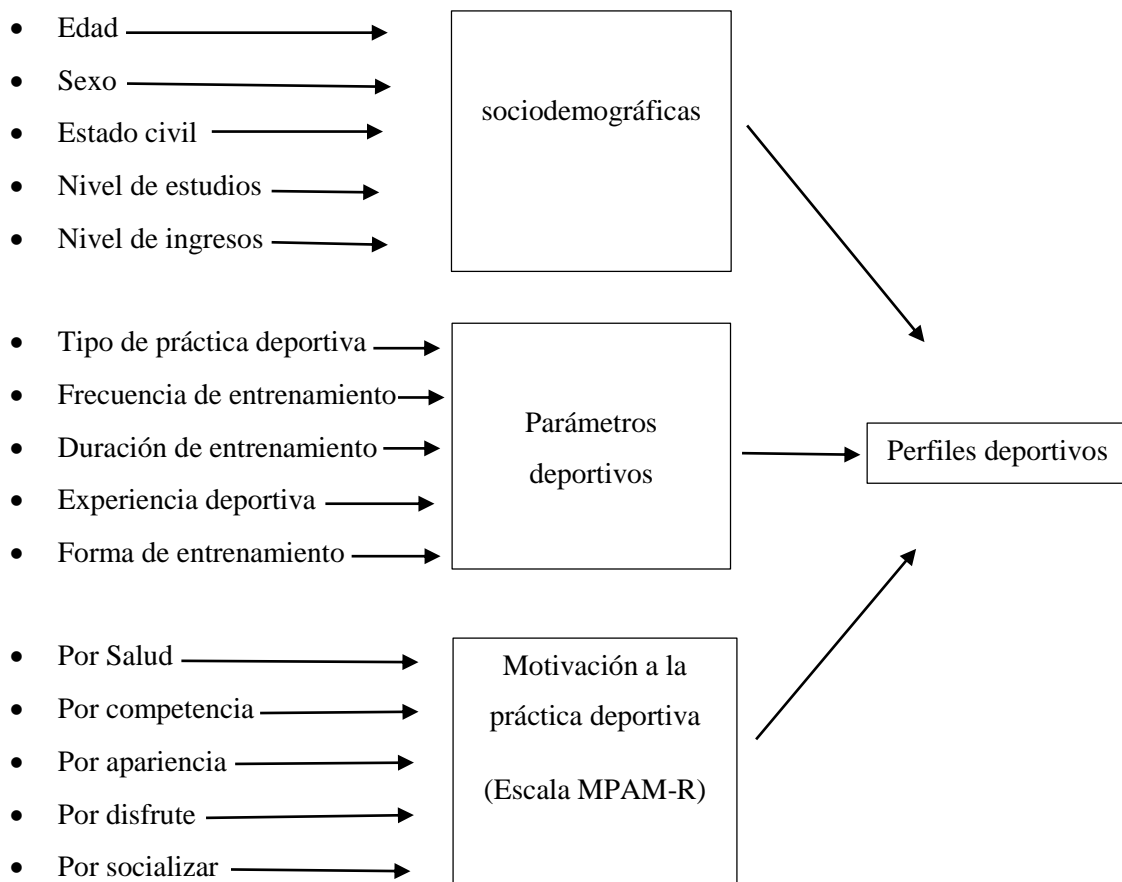 • Edad
• Sexo
• Estado civil
• Nivel de estudios
• Nivel de ingresos
sociodemográficas
• Tipo de práctica deportiva
• Frecuencia de entrenamiento
• Duración de entrenamiento
• Experiencia deportiva
• Forma de entrenamiento
Parámetros
deportivos
Perfiles deportivos
• Por Salud
• Por competencia
• Por apariencia
• Por disfrute
• Por socializar
Motivación a la
práctica deportiva
(Escala MPAM-R)